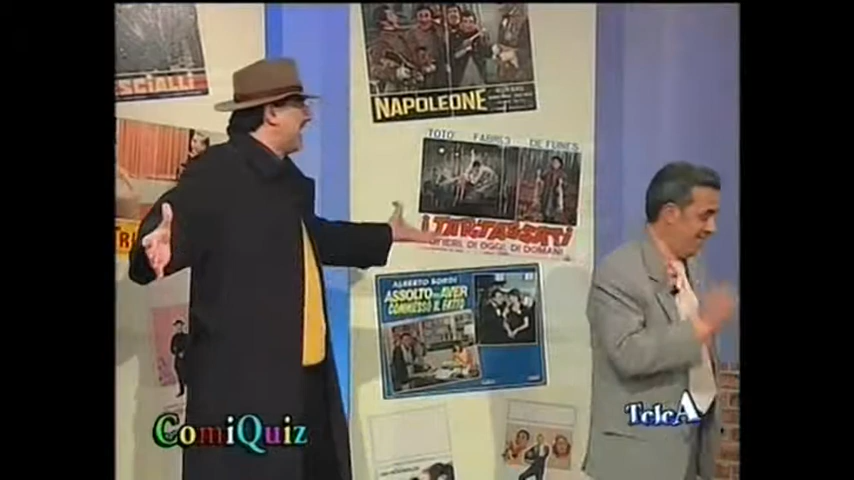 SCIALLI
NAPOLEONE
TOTO' FABRIZI DE FUNES
I TARTASSATI
IERI DI OGGI DI DOMANI
ALBERTO SORDI
ASSOLTO PER AVER
COMMESSO IL FATTO
ComiQuiz
TeleA